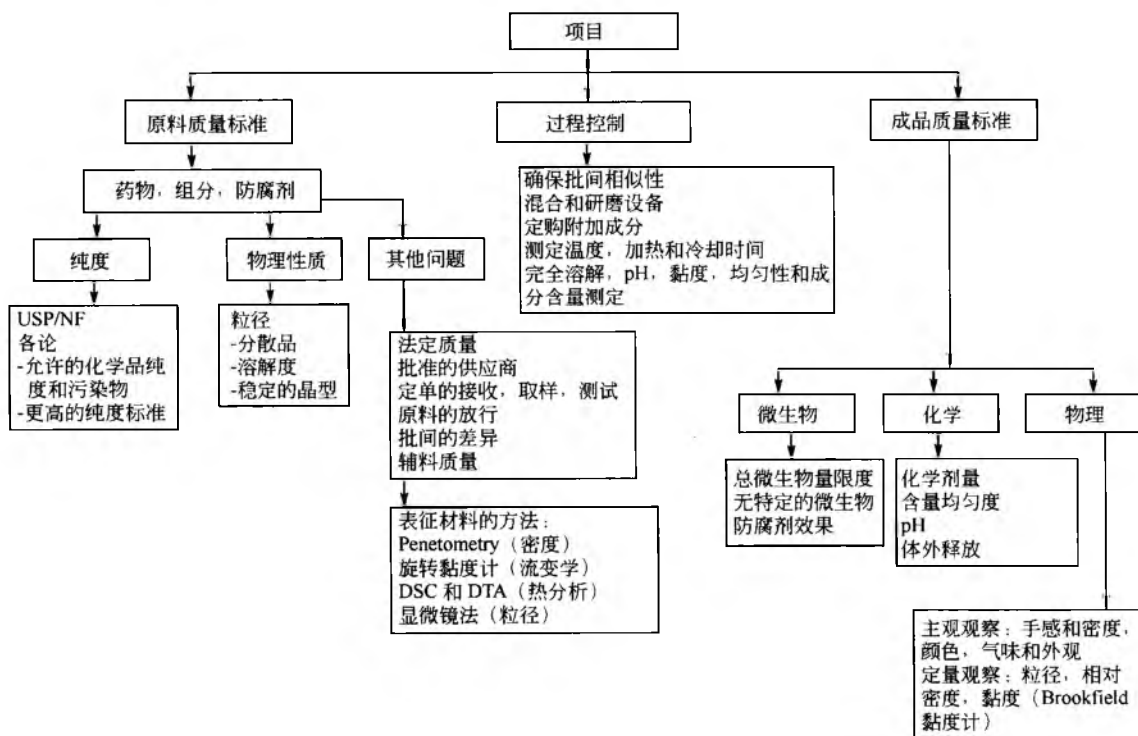 项目
原料质量标准
过程控制
成品质量标准
药物，组分，防腐剂
确保批间相似性
混合和研磨设备
定购附加成分
测定温度，加热和冷却时间
完全溶解，pH，黏度，均匀性和成
分含量测定
纯度
物理性质
其他问题
USP/NF
各论
-允许的化学品纯
度和污染物
-更高的纯度标准
粒径
-分散品
-溶解度
-稳定的晶型
法定质量
批准的供应商
定单的接收，取样，测试
原料的放行
批间的差异
辅料质量
表征材料的方法：
Penetometry（密度）
旋转黏度计（流变学）
DSC 和 DTA（热分析）
显微镜法（粒径）
微生物
化学
物理
总微生物量限度
无特定的微生物
防腐剂效果
化学剂量
含量均匀度
pH
体外释放
主观观察：手感和密度，
颜色，气味和外观
定量观察：粒径，相对
密度，黏度（Brookfield
黏度计）